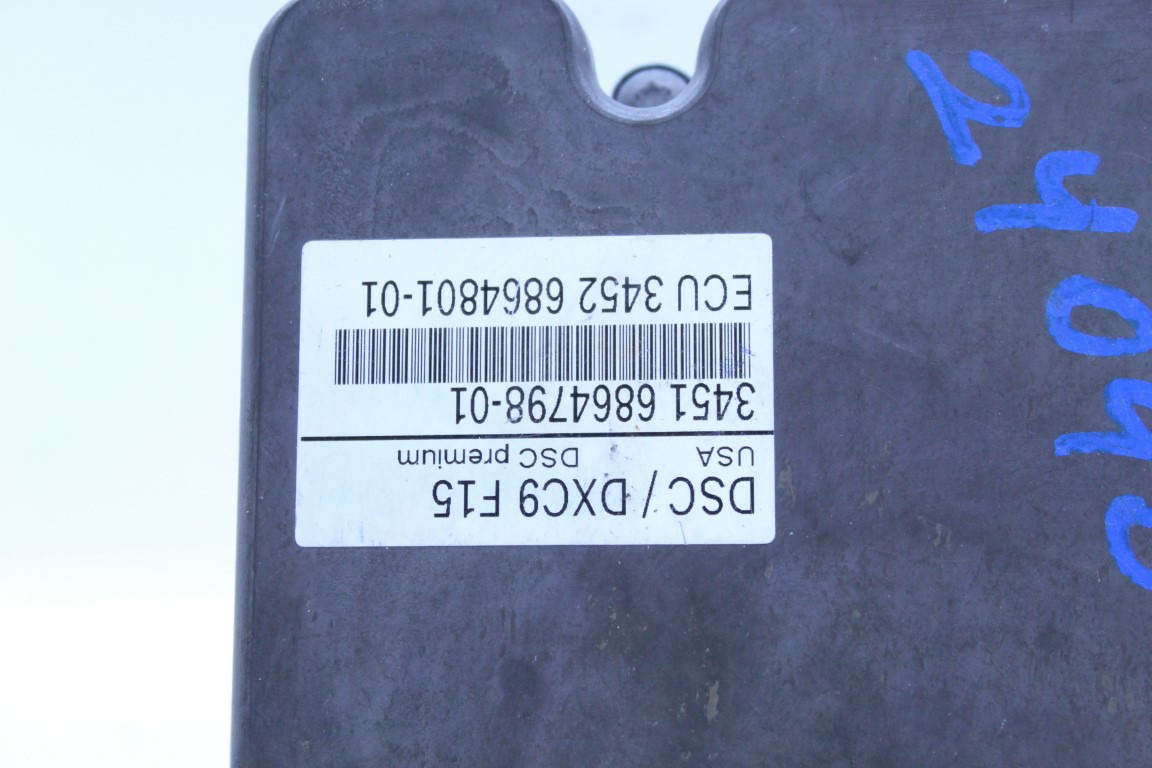 DSC / DXC9 F15
USA DSC premium
3451 6864798-01
ECU 3452 6864801-01